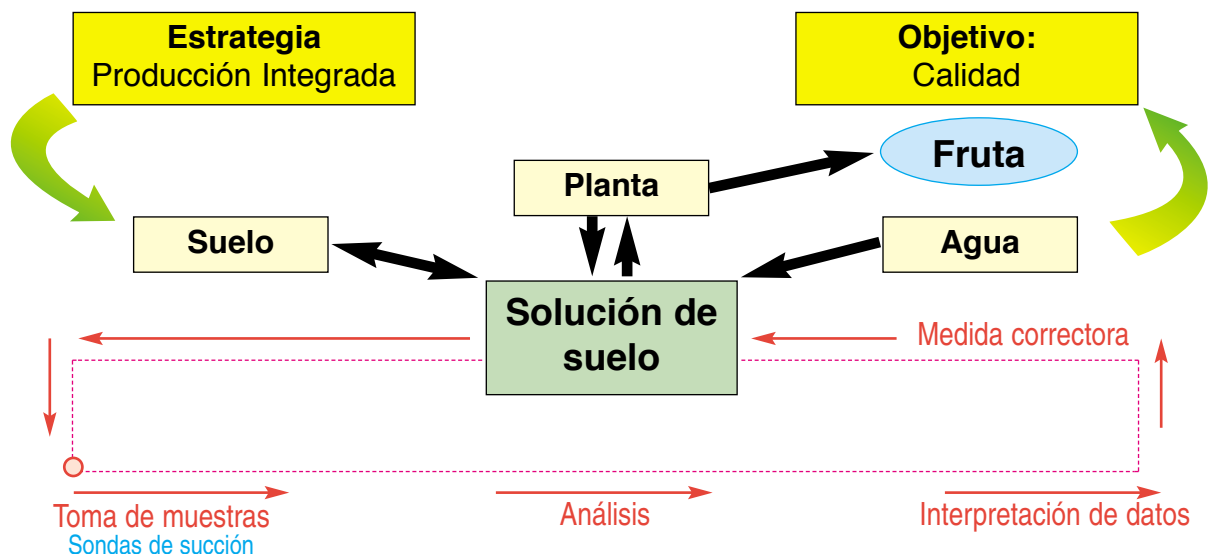 Estrategia
Producción Integrada
Objetivo:
Calidad
Fruta
Planta
Suelo
Agua
Solución de
suelo
Medida correctora
Toma de muestras
Sondas de succión
Análisis
Interpretación de datos